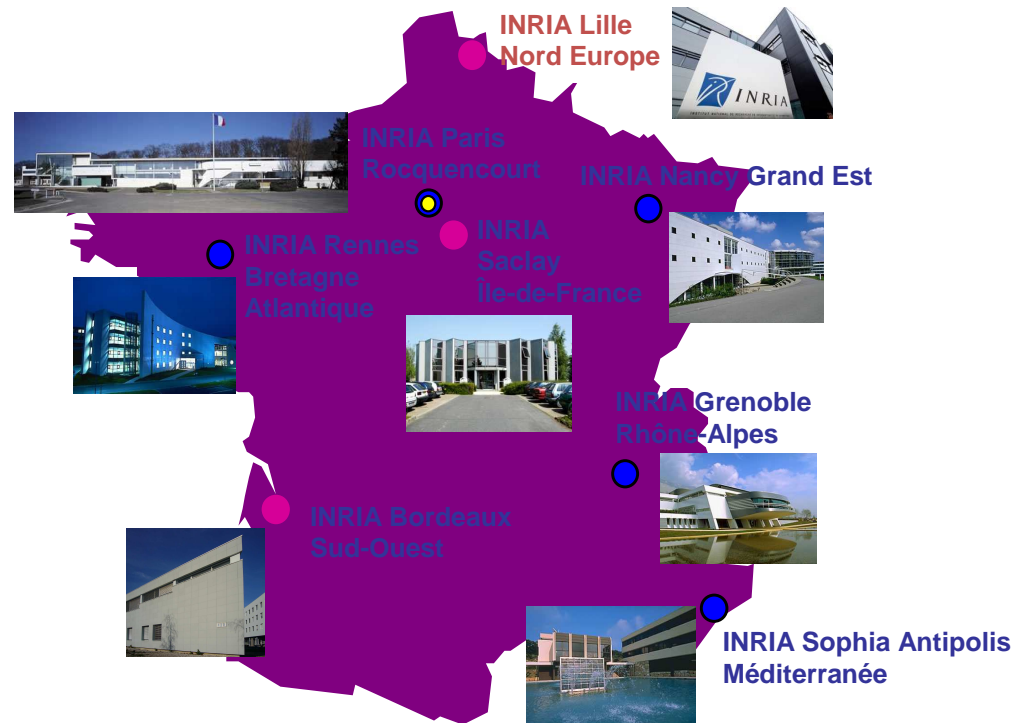 INRIA Lille
Nord Europe
INRIA
INRIA Paris
Rocquencourt
INRIA Nancy Grand Est
INRIA Rennes
Bretagne
Atlantique
INRIA
Saclay
Île-de-France
INRIA Grenoble
Rhône-Alpes
INRIA Bordeaux
Sud-Ouest
INRIA Sophia Antipolis
Méditerranée